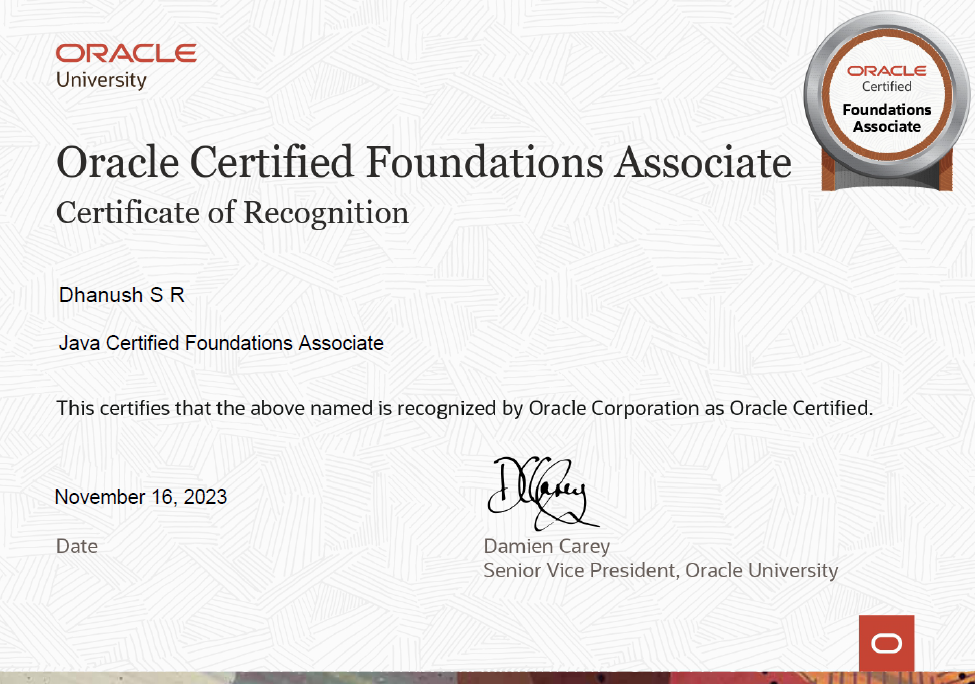 ORACLE
University
ORACLE
Certified
Foundations
Associate
Oracle Certified Foundations Associate
Certificate of Recognition
Dhanush S R
Java Certified Foundations Associate
This certifies that the above named is recognized by Oracle Corporation as Oracle Certified.
DCarey
November 16, 2023
Date
Damien Carey
Senior Vice President, Oracle University